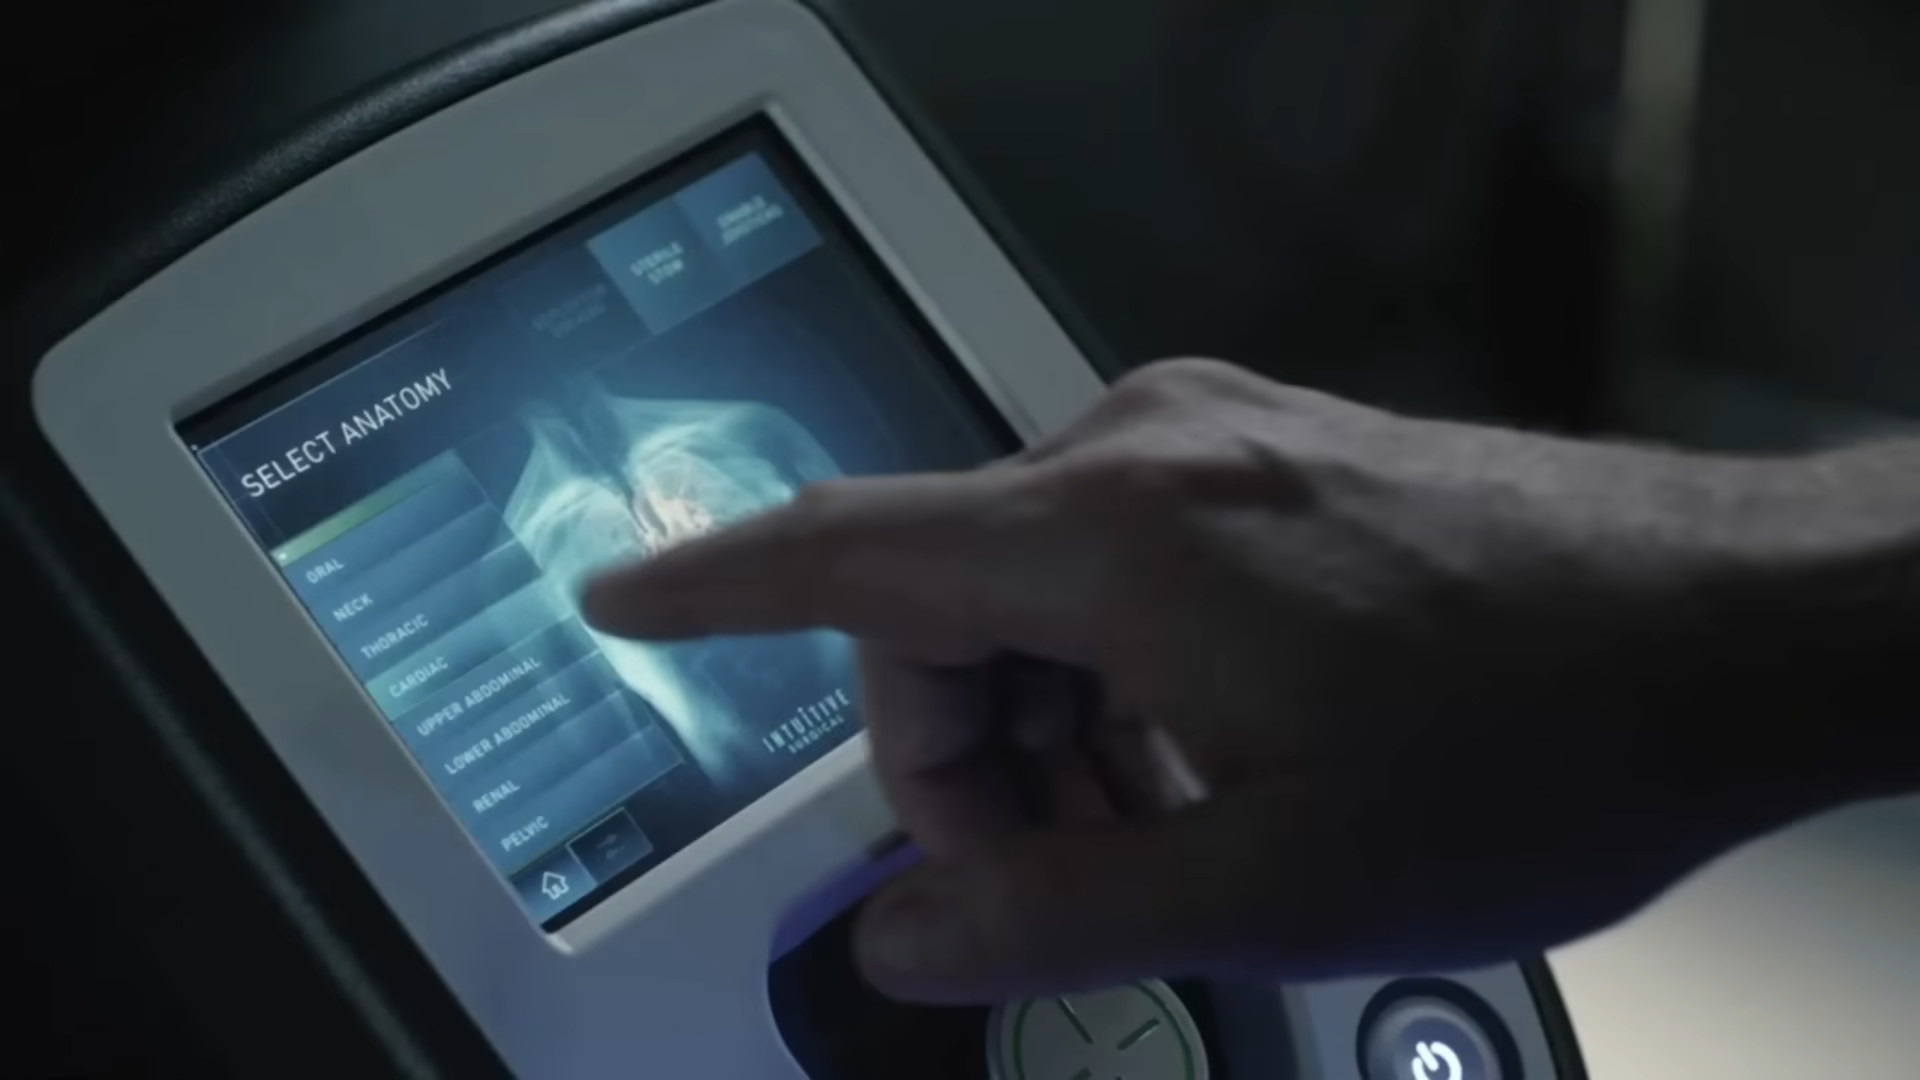 STERILE
STOW
SELECT ANATOMY
ORAL
NECK
THORACIC
CARDIAC
UPPER ABDOMINAL
LOWER ABDOMINAL
RENAL
PELVIC
INTUITIVE
SURGICAL